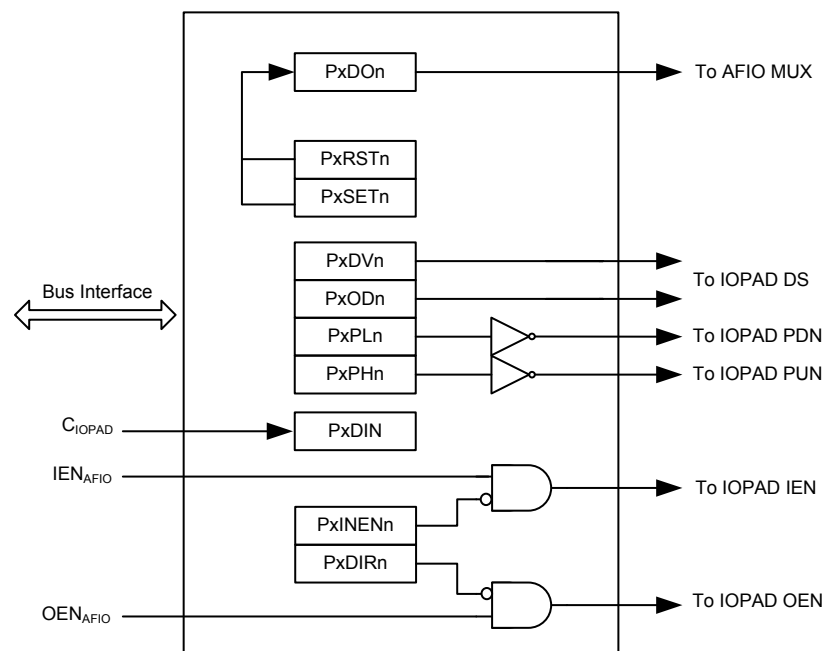 PxDOn
To AFIO MUX
PxRSTn
PxSETn
PxDVn
To IOPAD DS
Bus Interface
PxODn
PxPLn
To IOPAD PDN
PxPHn
To IOPAD PUN
CIOPAD
PxDIN
IENAFIO
To IOPAD IEN
PxINENn
PxDIRn
OENAFIO
To IOPAD OEN